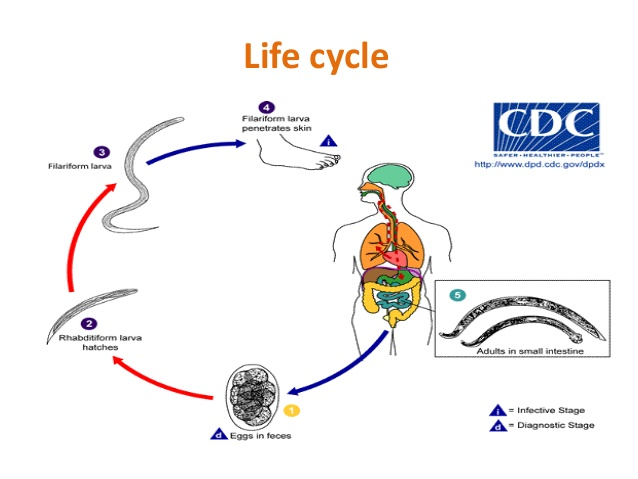 Life cycle
4
Filariform larva
penetrates skin
i
CDC
SAFER • HEALTHIER • PEOPLE™
http://www.dpd.cdc.gov/dpdx
3
Filariform larva
5
Adults in small intestine
2
Rhabditiform larva
hatches
1
d Eggs in feces
i = Infective Stage
d = Diagnostic Stage